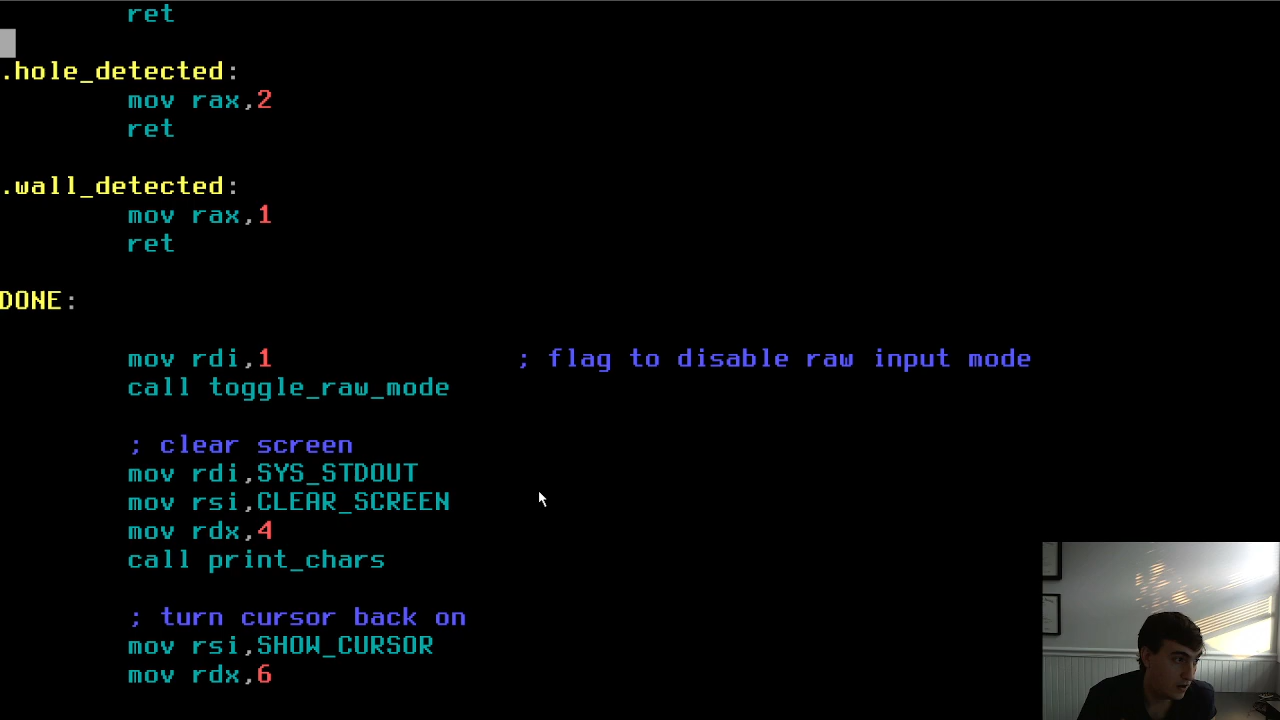 ret
.hole_detected:
mov rax,2
ret
.wall_detected:
mov rax,1
ret
DONE:
mov rdi,1 ; flag to disable raw input mode
call toggle_raw_mode
; clear screen
mov rdi,SYS_STDOUT
mov rsi,CLEAR_SCREEN
mov rdx,4
call print_chars
; turn cursor back on
mov rsi,SHOW_CURSOR
mov rdx,6